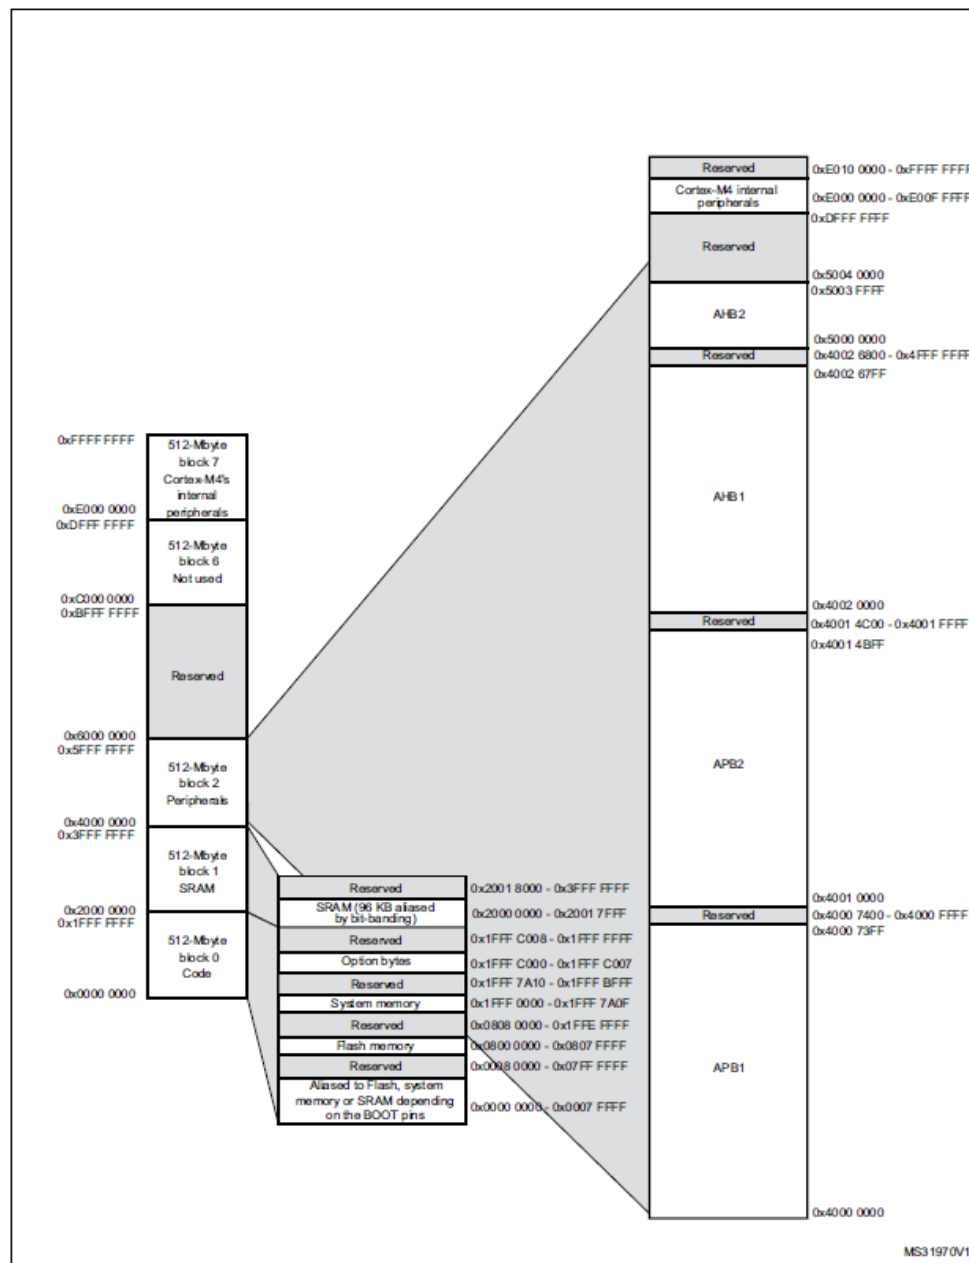 Reserved
0xE010 0000 - 0xFFFF FFFF
Cortex-M4 internal
peripherals
0xE000 0000 - 0xE00F FFFF
0xDFFF FFFF
Reserved
0x5004 0000
0x5003 FFFF
AHB2
0x5000 0000
Reserved
0x4002 6800 - 0x4FFF FFFF
0x4002 67FF
AHB1
0x4002 0000
Reserved
0x4001 4C00 - 0x4001 FFFF
0x4001 4BFF
APB2
0x4001 0000
Reserved
0x4000 7400 - 0x4000 FFFF
0x4000 73FF
APB1
0x4000 0000
0xFFFF FFFF
512-Mbyte
block 7
Cortex-M4's
internal
peripherals
0xE000 0000
0xDFFF FFFF
512-Mbyte
block 6
Not used
0xC000 0000
0xBFFF FFFF
Reserved
0x6000 0000
0x5FFF FFFF
512-Mbyte
block 2
Peripherals
0x4000 0000
0x3FFF FFFF
512-Mbyte
block 1
SRAM
0x2000 0000
0x1FFF FFFF
512-Mbyte
block 0
Code
0x0000 0000
Reserved
0x2001 8000 - 0x3FFF FFFF
SRAM (96 KB aliased
by bit-banding)
0x2000 0000 - 0x2001 7FFF
Reserved
0x1FFF C008 - 0x1FFF FFFF
Option bytes
0x1FFF C000 - 0x1FFF C007
Reserved
0x1FFF 7A10 - 0x1FFF BFFF
System memory
0x1FFF 0000 - 0x1FFF 7A0F
Reserved
0x0808 0000 - 0x1FFE FFFF
Flash memory
0x0800 0000 - 0x0807 FFFF
Reserved
0x0008 0000 - 0x07FF FFFF
Aliased to Flash, system
memory or SRAM depending
on the BOOT pins
0x0000 0000 - 0x0007 FFFF
MS31970V1